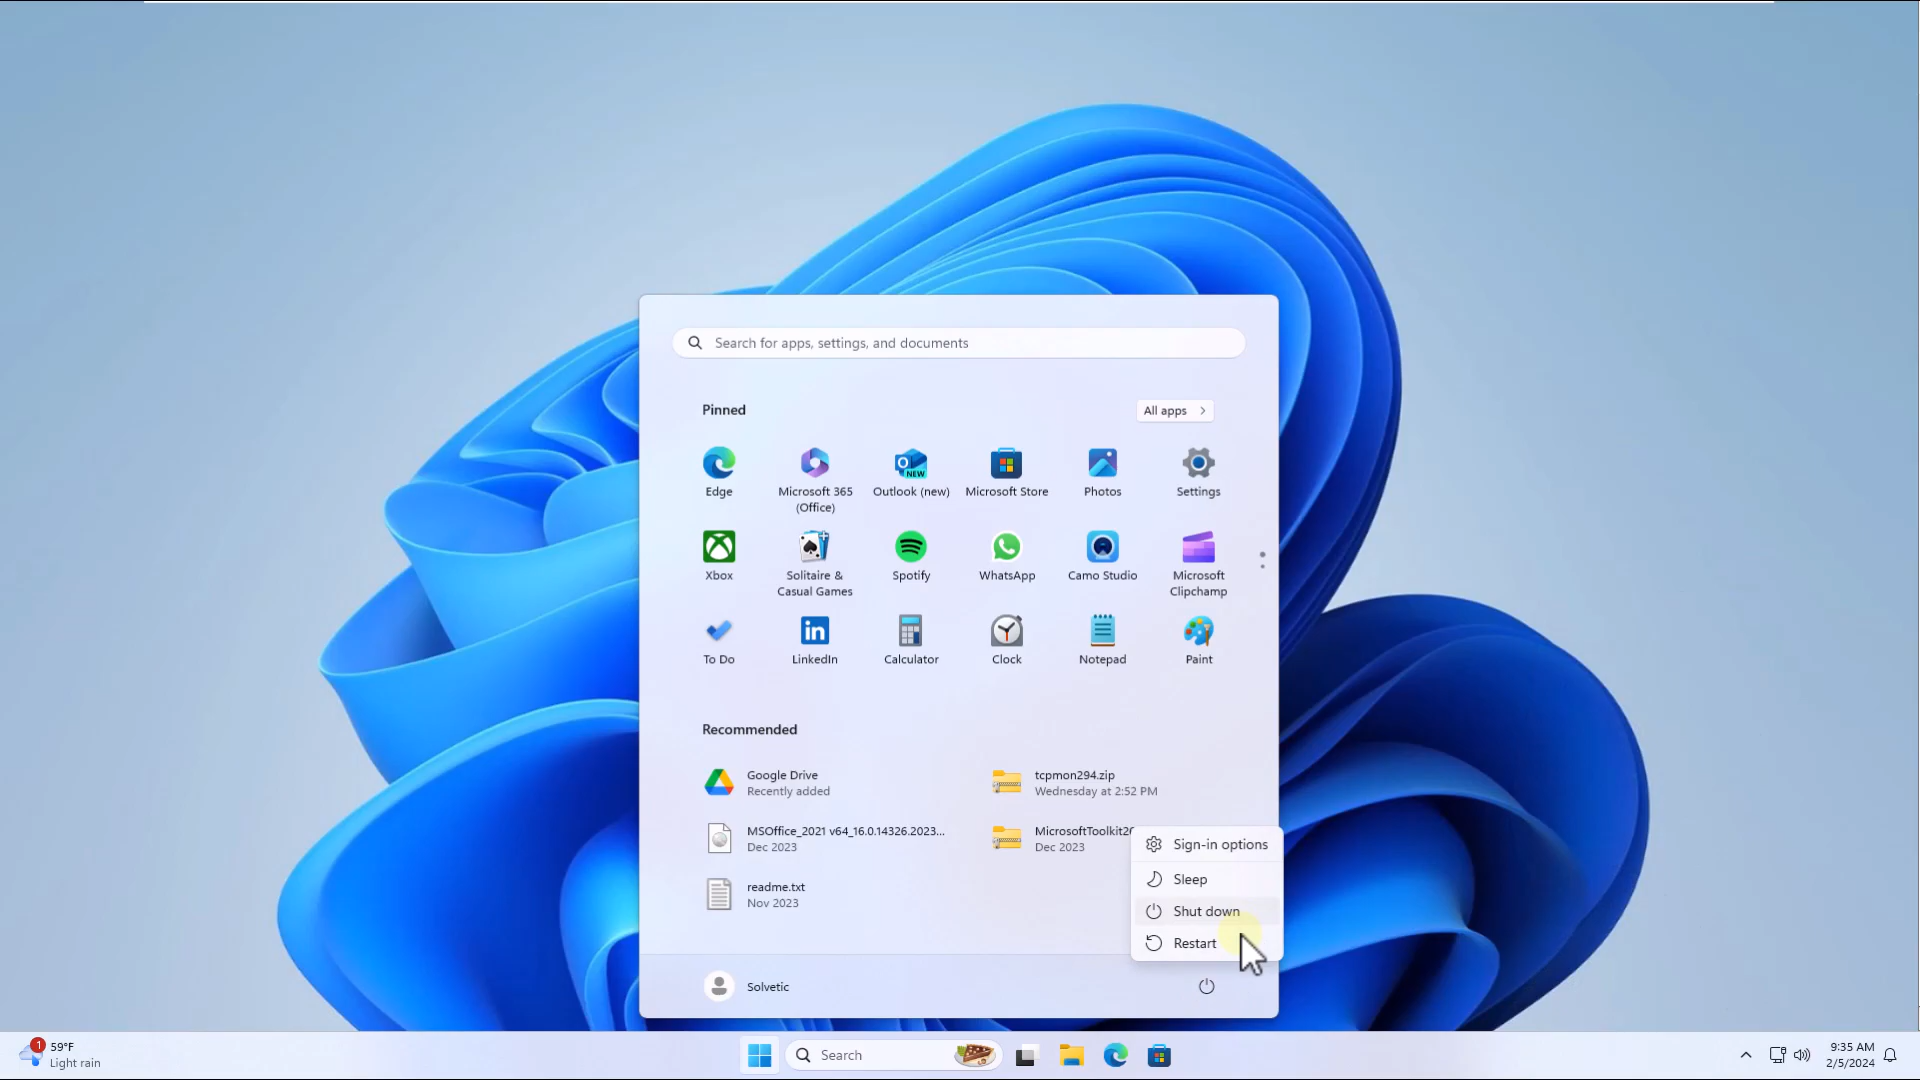 Search for apps, settings, and documents
Pinned
All apps
Edge
Microsoft 365
(Office)
Outlook (new)
Microsoft Store
Photos
Settings
NEW
Xbox
Solitaire &
Casual Games
Spotify
WhatsApp
Camo Studio
Microsoft
Clipchamp
To Do
LinkedIn
Calculator
Clock
Notepad
Paint
Recommended
Google Drive
Recently added
tcpmon294.zip
Wednesday at 2:52 PM
MSOffice_2021 v64_16.0.14326.2023...
Dec 2023
MicrosoftToolkit26
Dec 2023
readme.txt
Nov 2023
Sign-in options
Sleep
Shut down
Restart
Solvetic
1
59°F
Light rain
Search
9:35 AM
2/5/2024